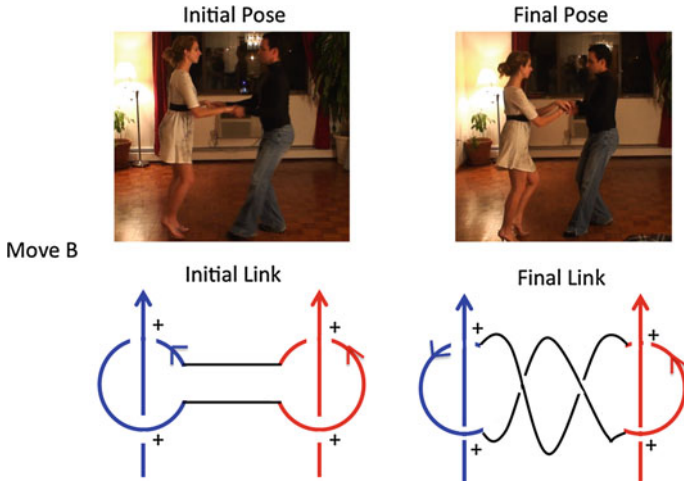 Initial Pose
Final Pose
Move B
Initial Link
Final Link
+
+
+
+
+
+
+
+